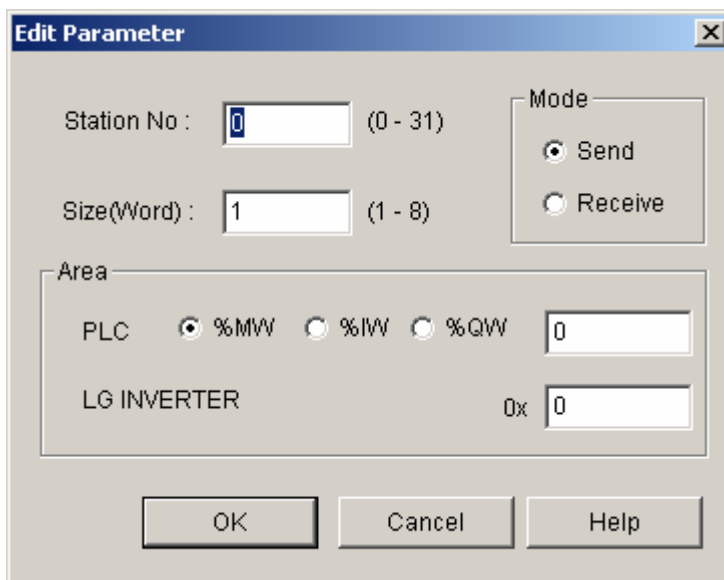 Edit Parameter
Station No : 0 (0 - 31)
Size(Word) : 1 (1 - 8)
Mode
Send
Receive
Area
PLC %MW %IW %QW 0
LG INVERTER 0x 0
OK Cancel Help